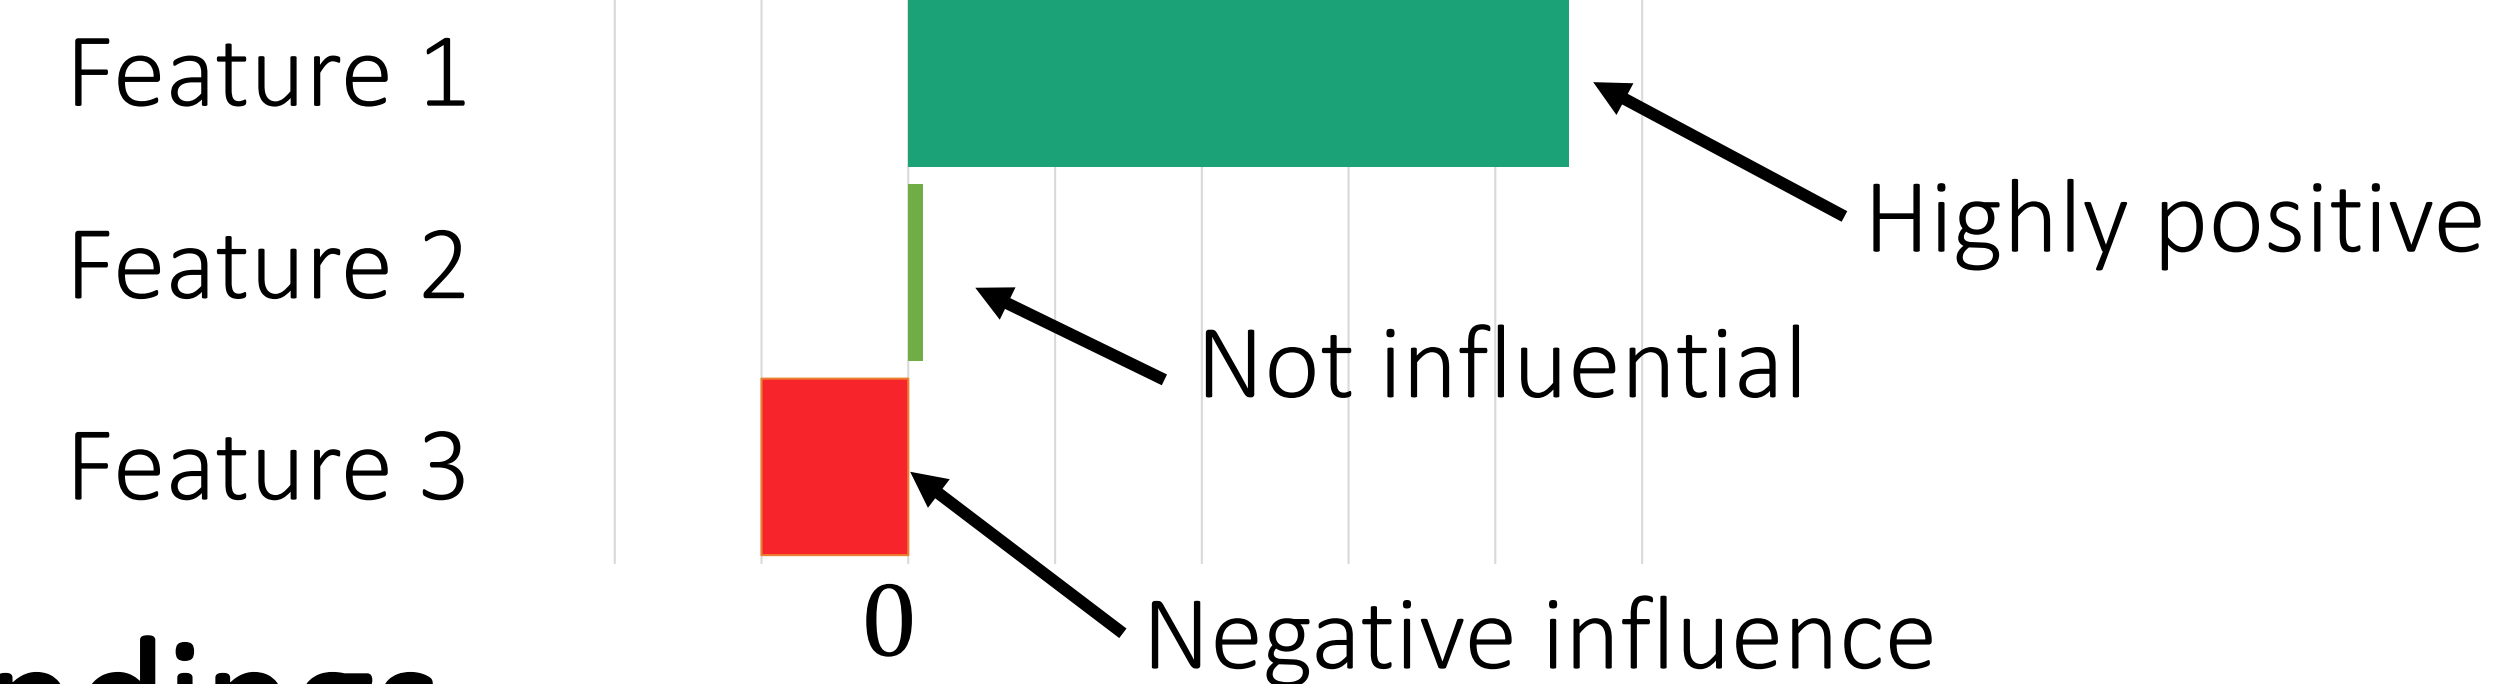 Feature 1
Highly positive
Feature 2
Not influential
Feature 3
0
Negative influence